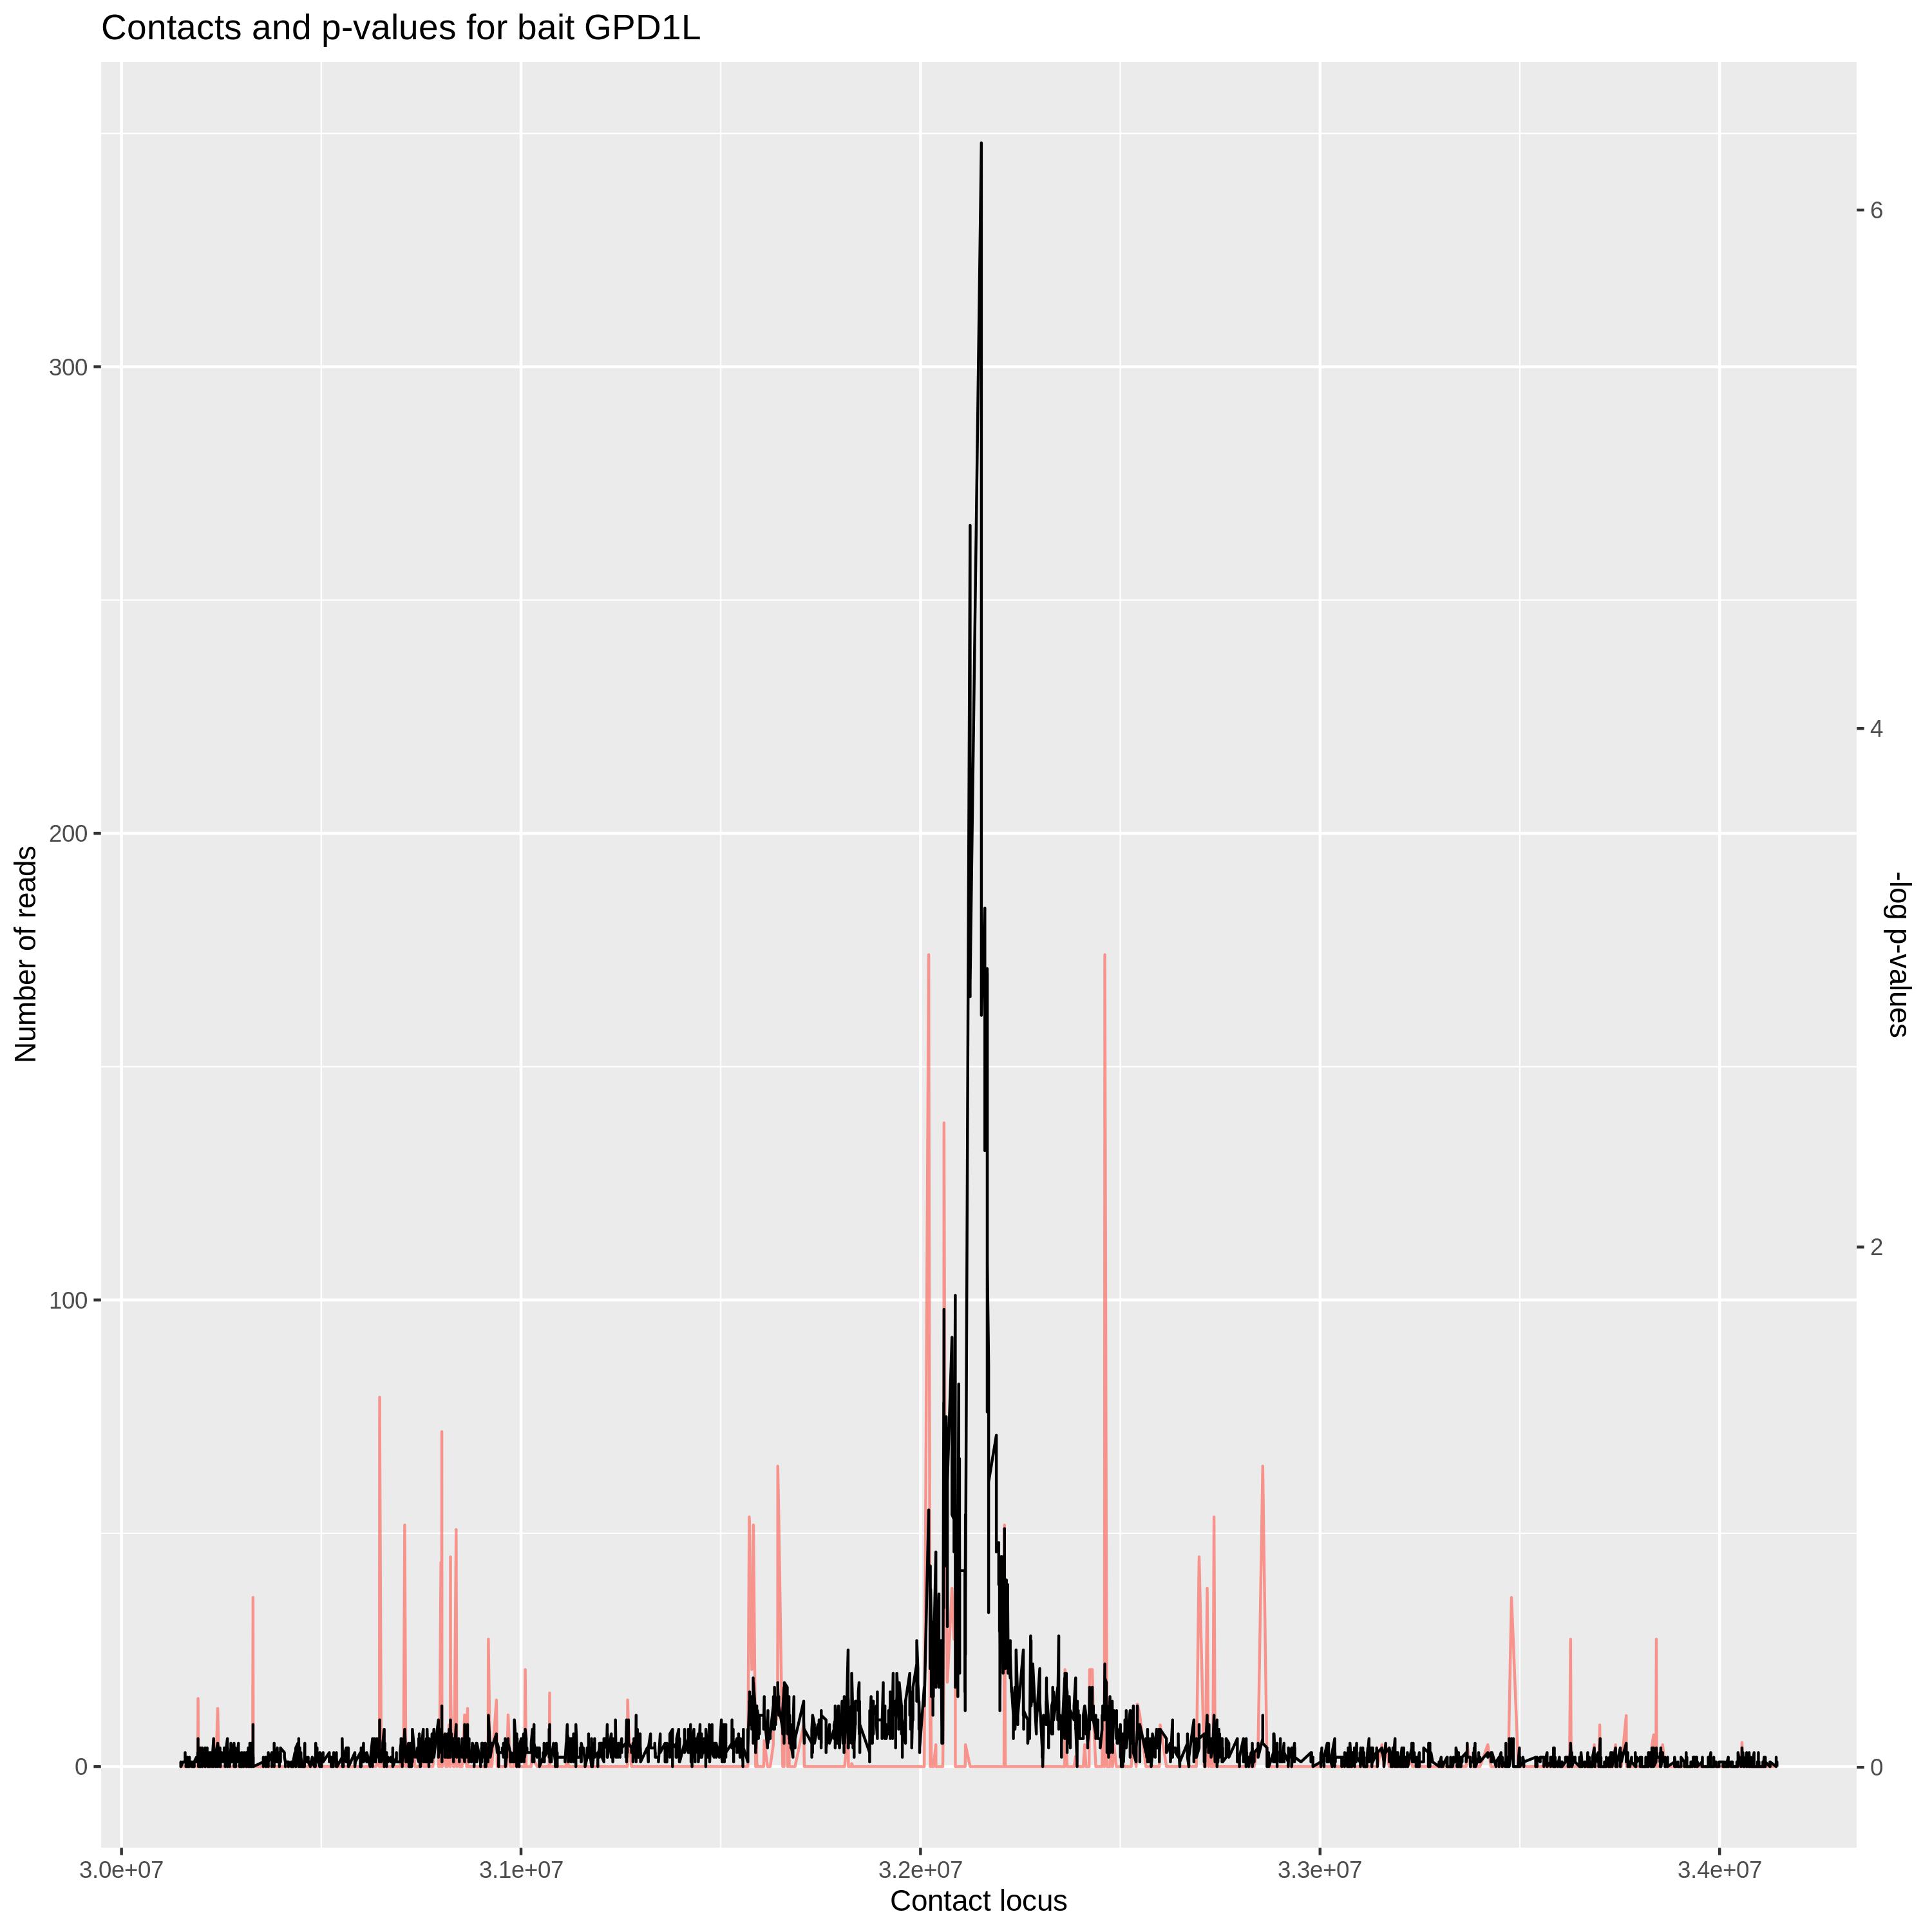 Contacts and p-values for bait GPD1L
300
200
100
0
Number of reads
6
4
2
0
-log p-values
3.0e+07 3.1e+07 3.2e+07 3.3e+07 3.4e+07
Contact locus